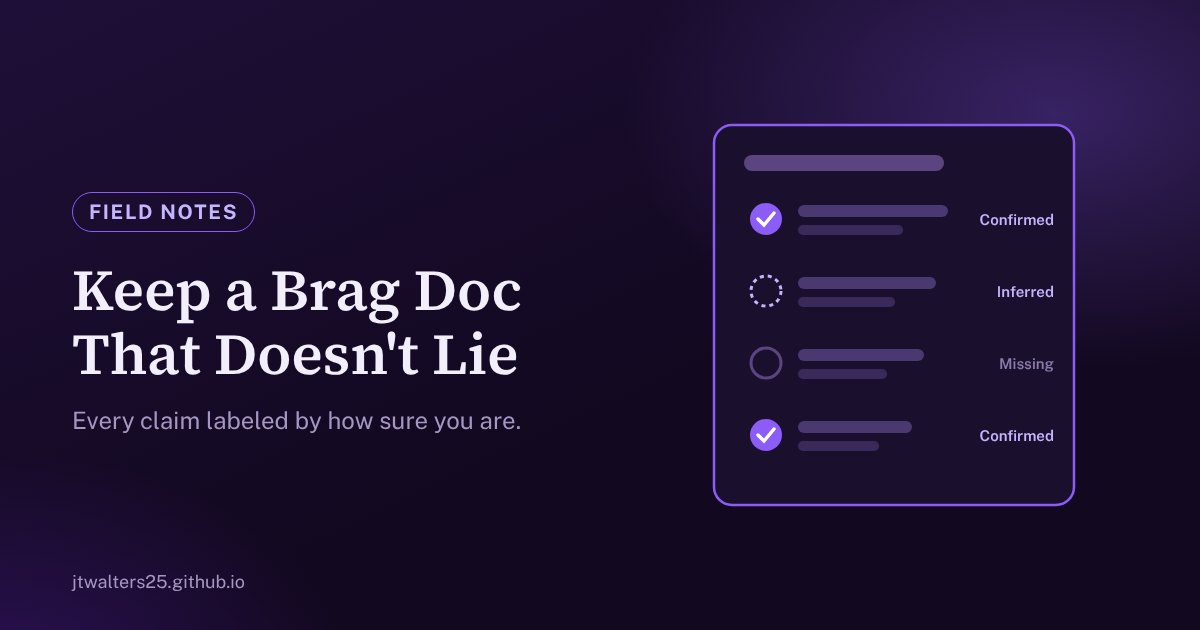 FIELD NOTES
Keep a Brag Doc
That Doesn't Lie
Every claim labeled by how sure you are.
jtwalters25.github.io
Confirmed
Inferred
Missing
Confirmed